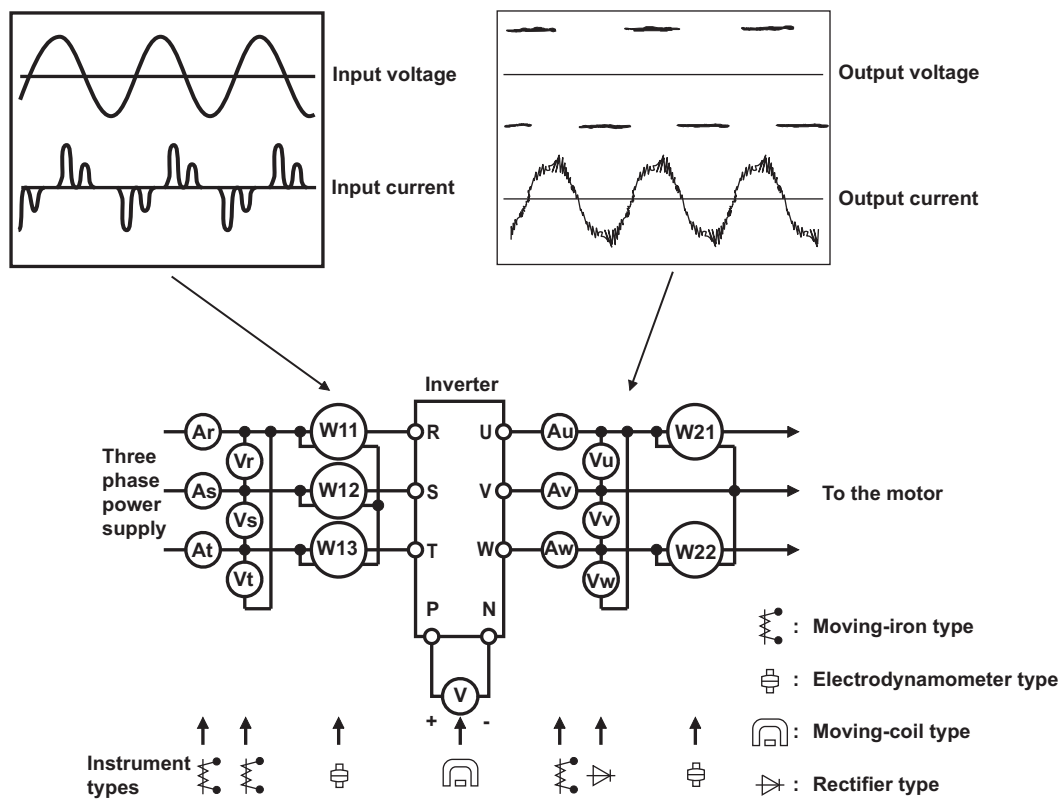 Input voltage
Input current
Output voltage
Output current
Inverter
Three
phase
power
supply
Ar
Vr
W11
R
U
Au
Vu
W21
As
Vs
W12
S
V
Av
Vv
To the motor
At
Vt
W13
T
W
Aw
Vw
W22
P
N
V
+
-
: Moving-iron type
: Electrodynamometer type
: Moving-coil type
: Rectifier type
Instrument
types